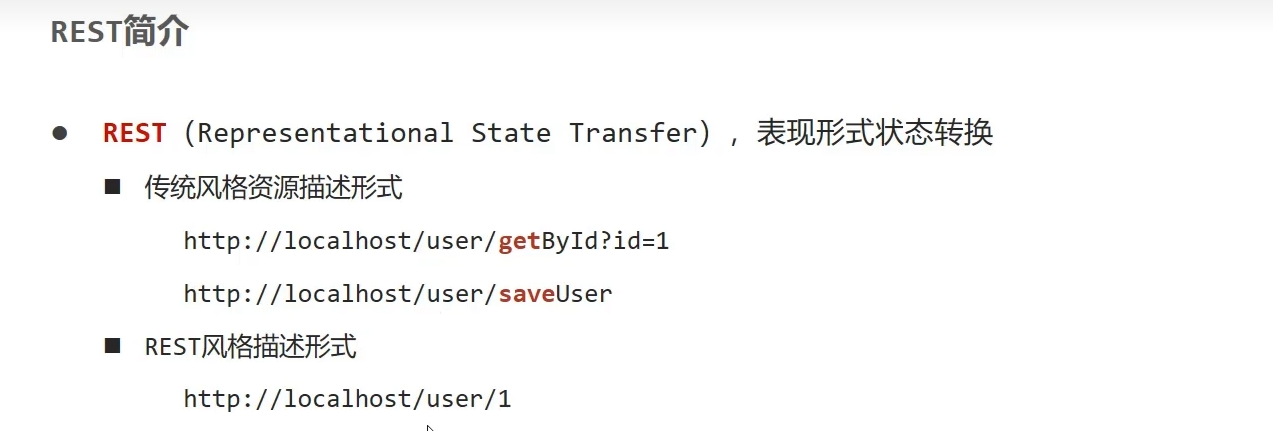 REST简介
REST（Representational State Transfer），表现形式状态转换
传统风格资源描述形式
http://localhost/user/getById?id=1
http://localhost/user/saveUser
REST风格描述形式
http://localhost/user/1